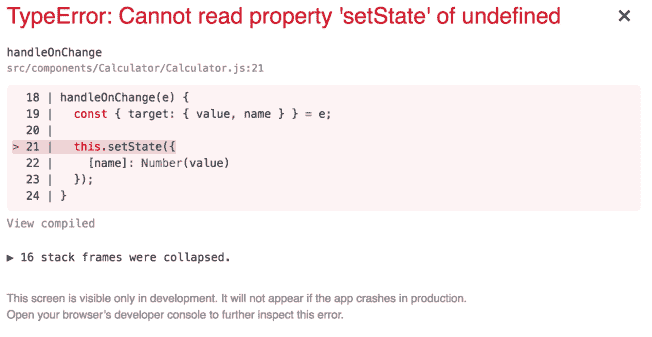 TypeError: Cannot read property 'setState' of undefined ×
handleOnChange
src/components/Calculator/Calculator.js:21
18 | handleOnChange(e) {
19 |   const { target: { value, name } } = e;
20 |
> 21 |   this.setState({
22 |     [name]: Number(value)
23 |   });
24 | }
View compiled
▶ 16 stack frames were collapsed.
This screen is visible only in development. It will not appear if the app crashes in production.
Open your browser’s developer console to further inspect this error.